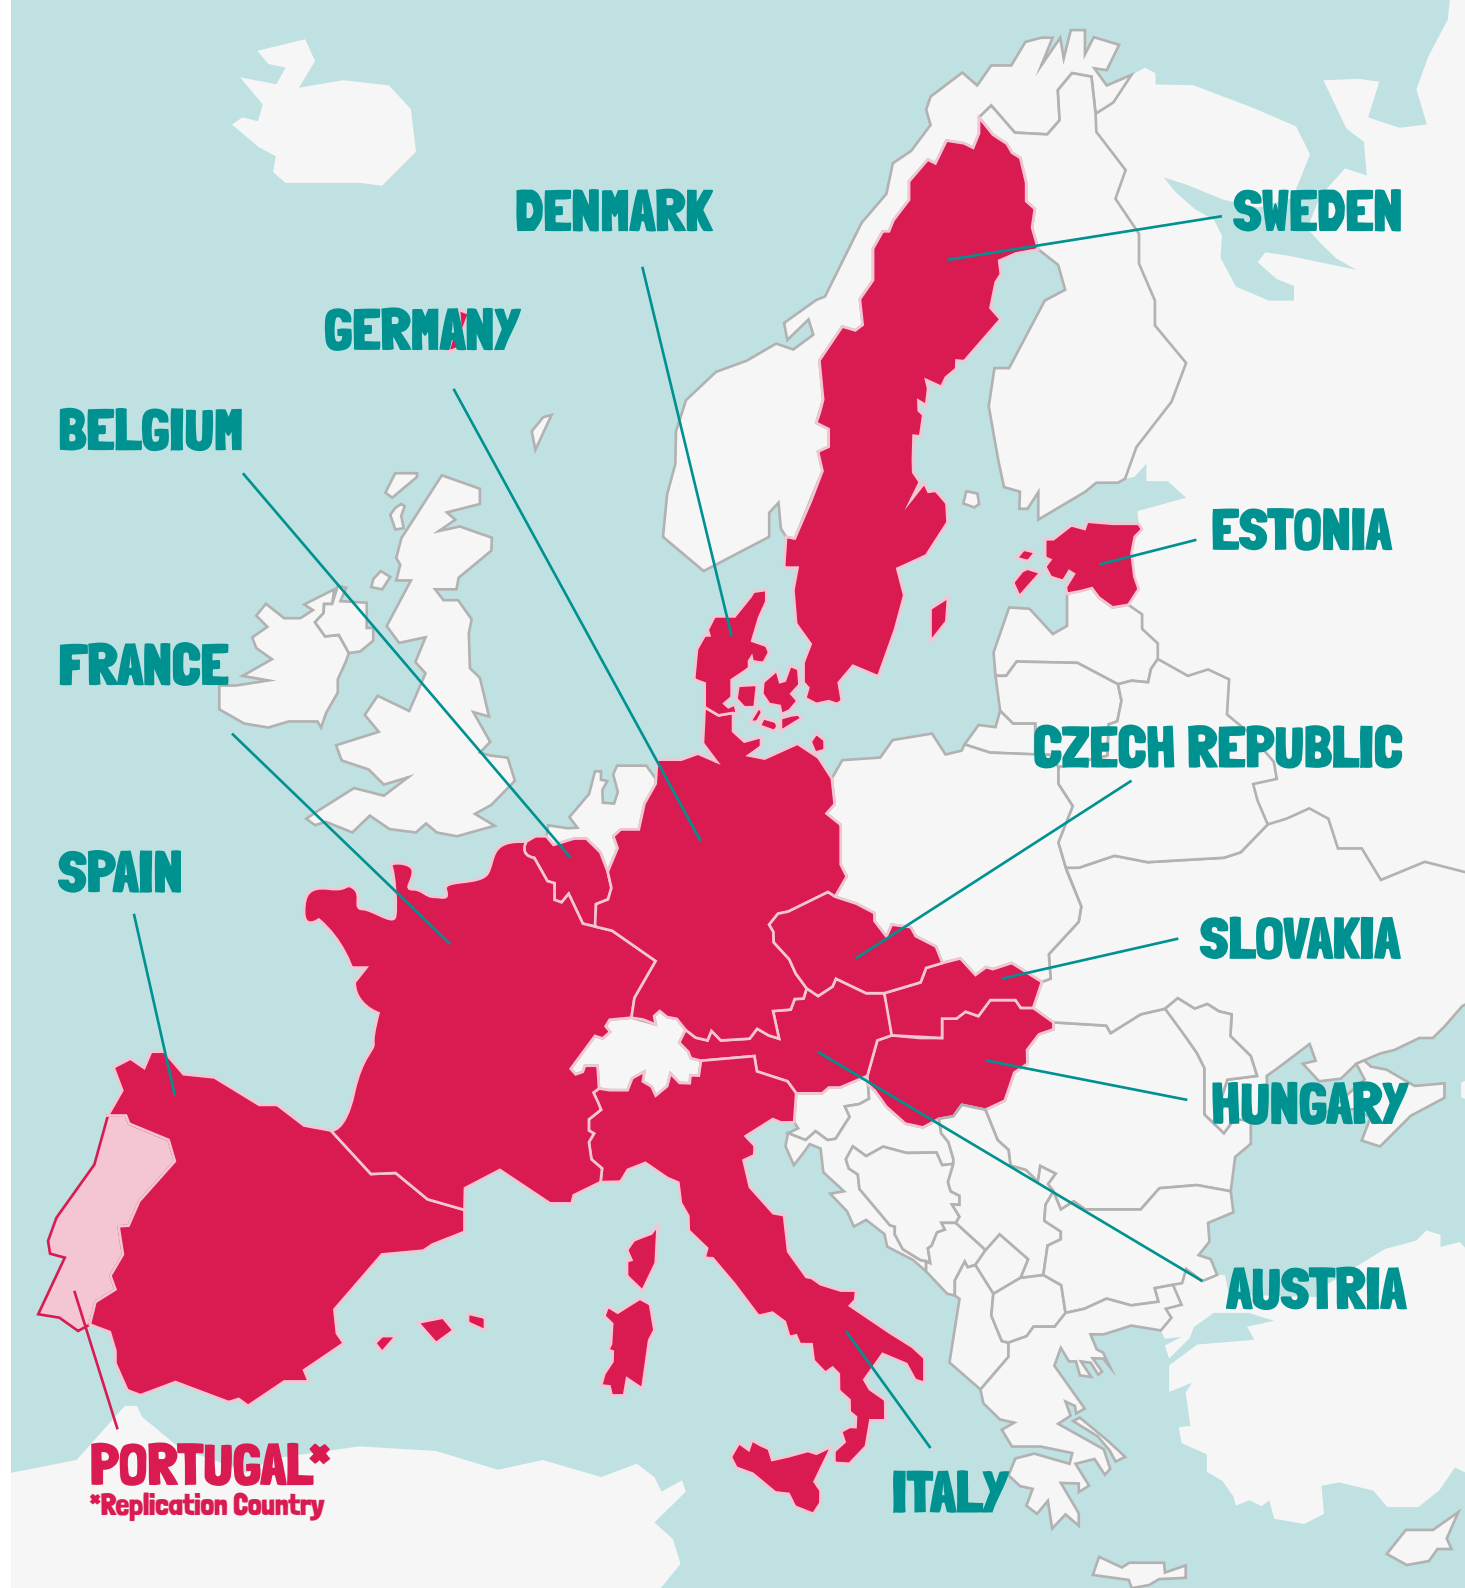 DENMARK
SWEDEN
GERMANY
BELGIUM
ESTONIA
FRANCE
CZECH REPUBLIC
SPAIN
SLOVAKIA
HUNGARY
AUSTRIA
PORTUGAL*
*Replication Country
ITALY